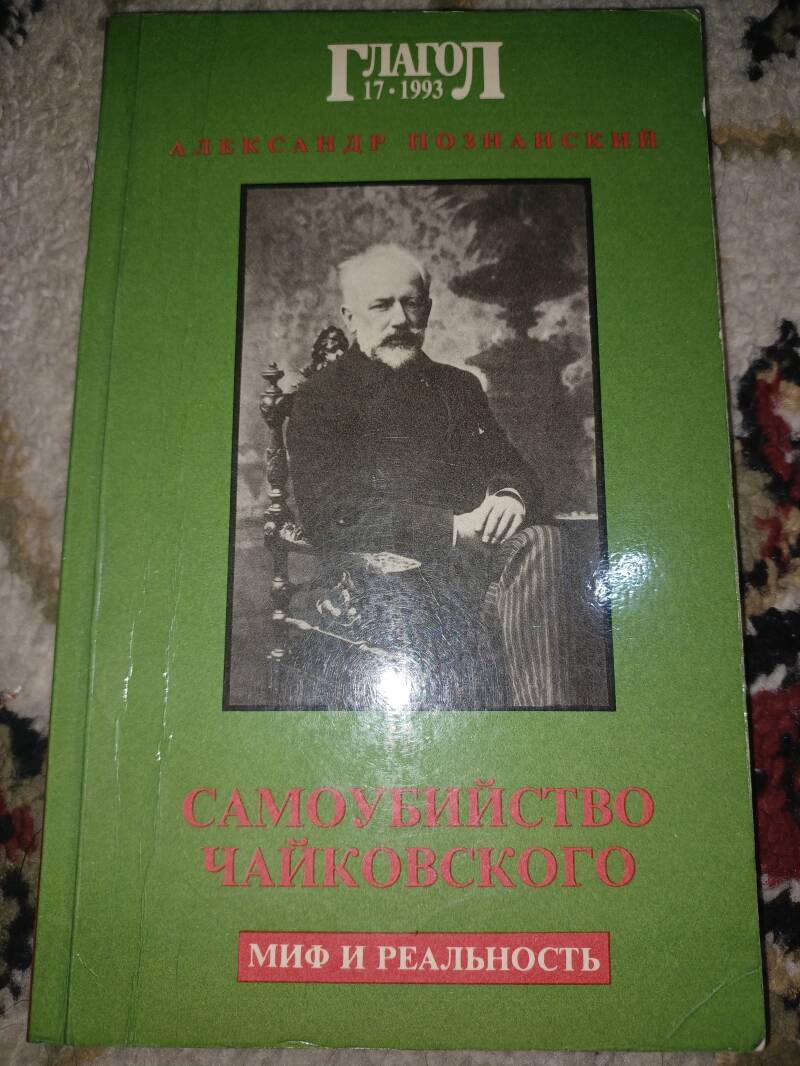 ГЛАГОЛ
17 • 1993
АЛЕКСАНДР ПОЗНАНСКИЙ
САМОУБИЙСТВО
ЧАЙКОВСКОГО
МИФ И РЕАЛЬНОСТЬ